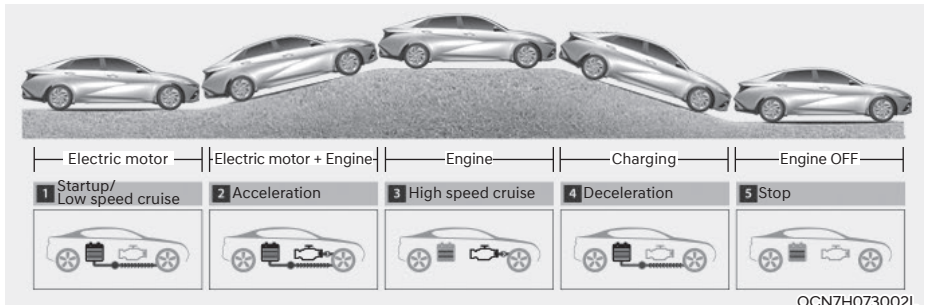 Electric motor
Electric motor + Engine
Engine
Charging
Engine OFF
1 Startup/
Low speed cruise
2 Acceleration
3 High speed cruise
4 Deceleration
5 Stop
OCN7H073002L